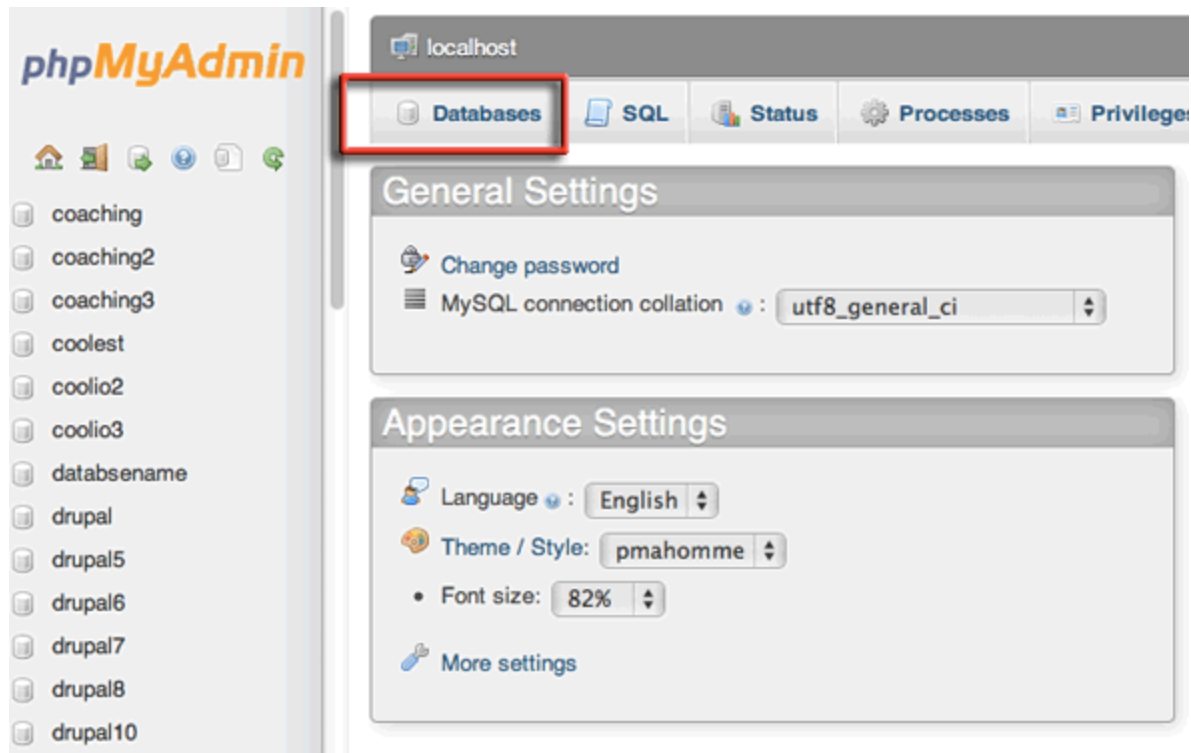 phpMyAdmin
coaching
coaching2
coaching3
coolest
coolio2
coolio3
databsename
drupal
drupal5
drupal6
drupal7
drupal8
drupal10
localhost
Databases SQL Status Processes Privileges
General Settings
Change password
MySQL connection collation : utf8_general_ci
Appearance Settings
Language : English
Theme / Style: pmahomme
• Font size: 82%
More settings